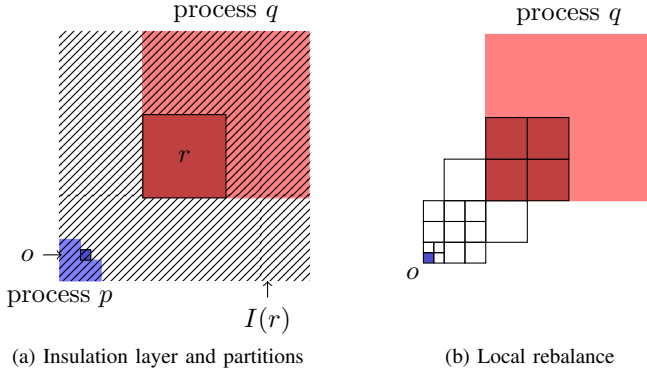 process q
r
o
process p
I(r)
(a) Insulation layer and partitions
process q
o
(b) Local rebalance